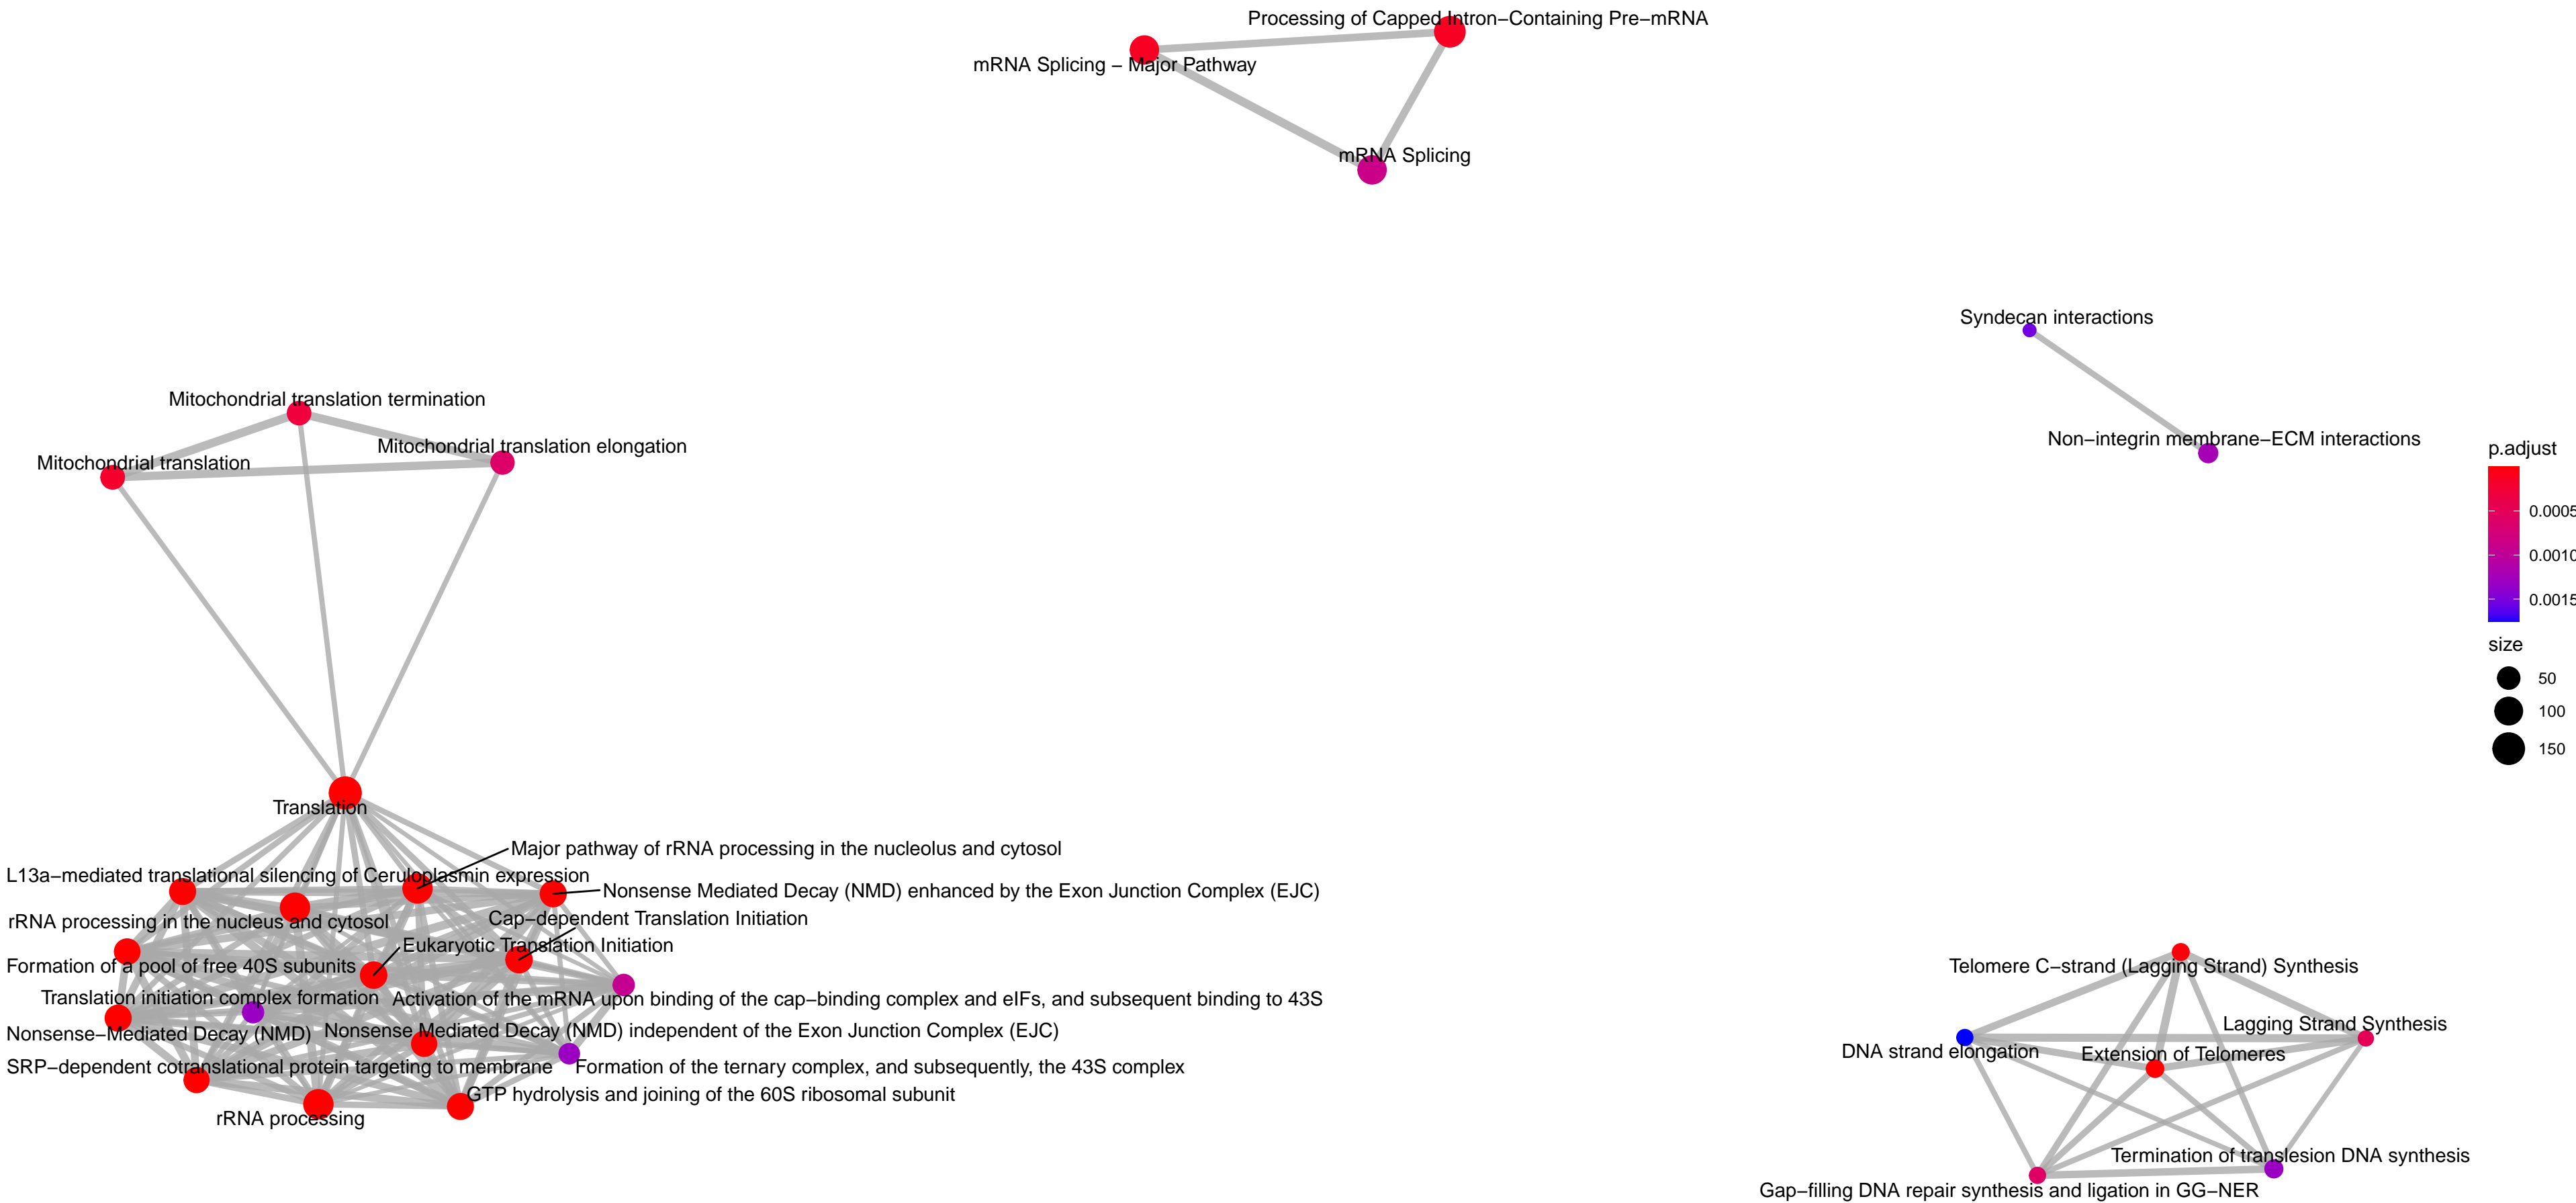 Processing of Capped Intron−Containing Pre−mRNA
mRNA Splicing − Major Pathway
mRNA Splicing
Syndecan interactions
Non−integrin membrane−ECM interactions
Mitochondrial translation termination
Mitochondrial translation elongation
Mitochondrial translation
Translation
Major pathway of rRNA processing in the nucleolus and cytosol
L13a−mediated translational silencing of Ceruloplasmin expression
Nonsense Mediated Decay (NMD) enhanced by the Exon Junction Complex (EJC)
rRNA processing in the nucleus and cytosol
Cap−dependent Translation Initiation
Eukaryotic Translation Initiation
Formation of a pool of free 40S subunits
Translation initiation complex formation
Activation of the mRNA upon binding of the cap−binding complex and eIFs, and subsequent binding to 43S
Nonsense−Mediated Decay (NMD)
Nonsense Mediated Decay (NMD) independent of the Exon Junction Complex (EJC)
SRP−dependent cotranslational protein targeting to membrane
Formation of the ternary complex, and subsequently, the 43S complex
GTP hydrolysis and joining of the 60S ribosomal subunit
rRNA processing
Telomere C−strand (Lagging Strand) Synthesis
Lagging Strand Synthesis
DNA strand elongation
Extension of Telomeres
Termination of translesion DNA synthesis
Gap−filling DNA repair synthesis and ligation in GG−NER
p.adjust
0.0005
0.0010
0.0015
size
50
100
150